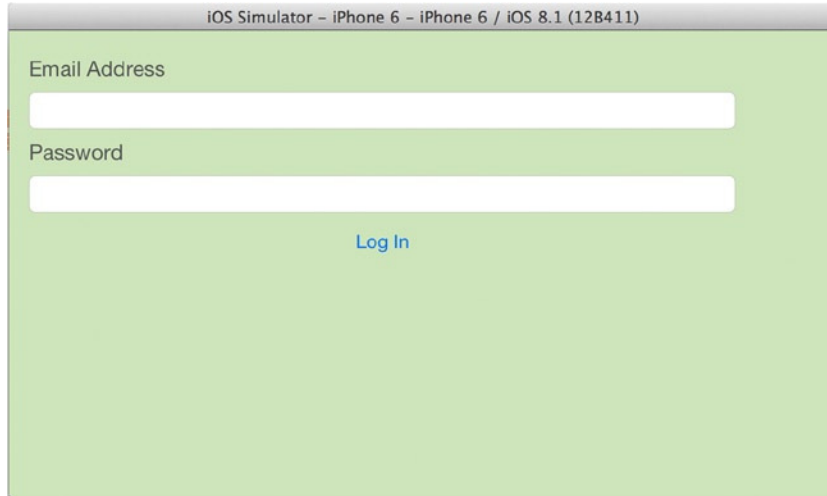 iOS Simulator – iPhone 6 – iPhone 6 / iOS 8.1 (12B411)
Email Address
Password
Log In